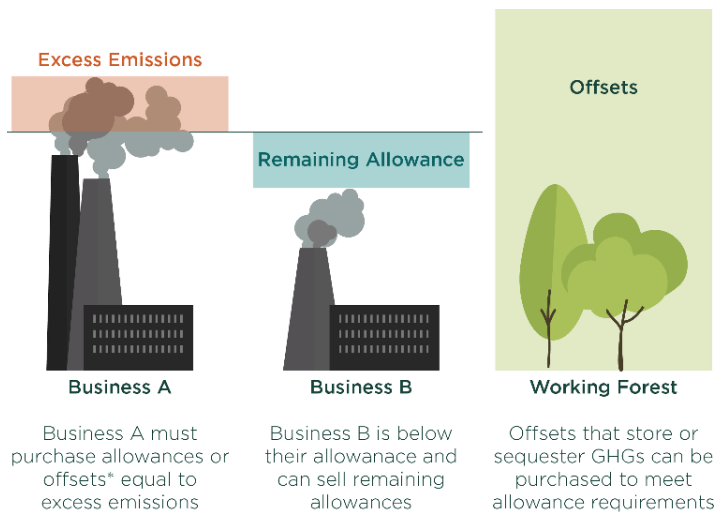 Excess Emissions
Remaining Allowance
Offsets
Business A
Business A must
purchase allowances or
offsets* equal to
excess emissions
Business B
Business B is below
their allowanace and
can sell remaining
allowances
Working Forest
Offsets that store or
sequester GHGs can be
purchased to meet
allowance requirements